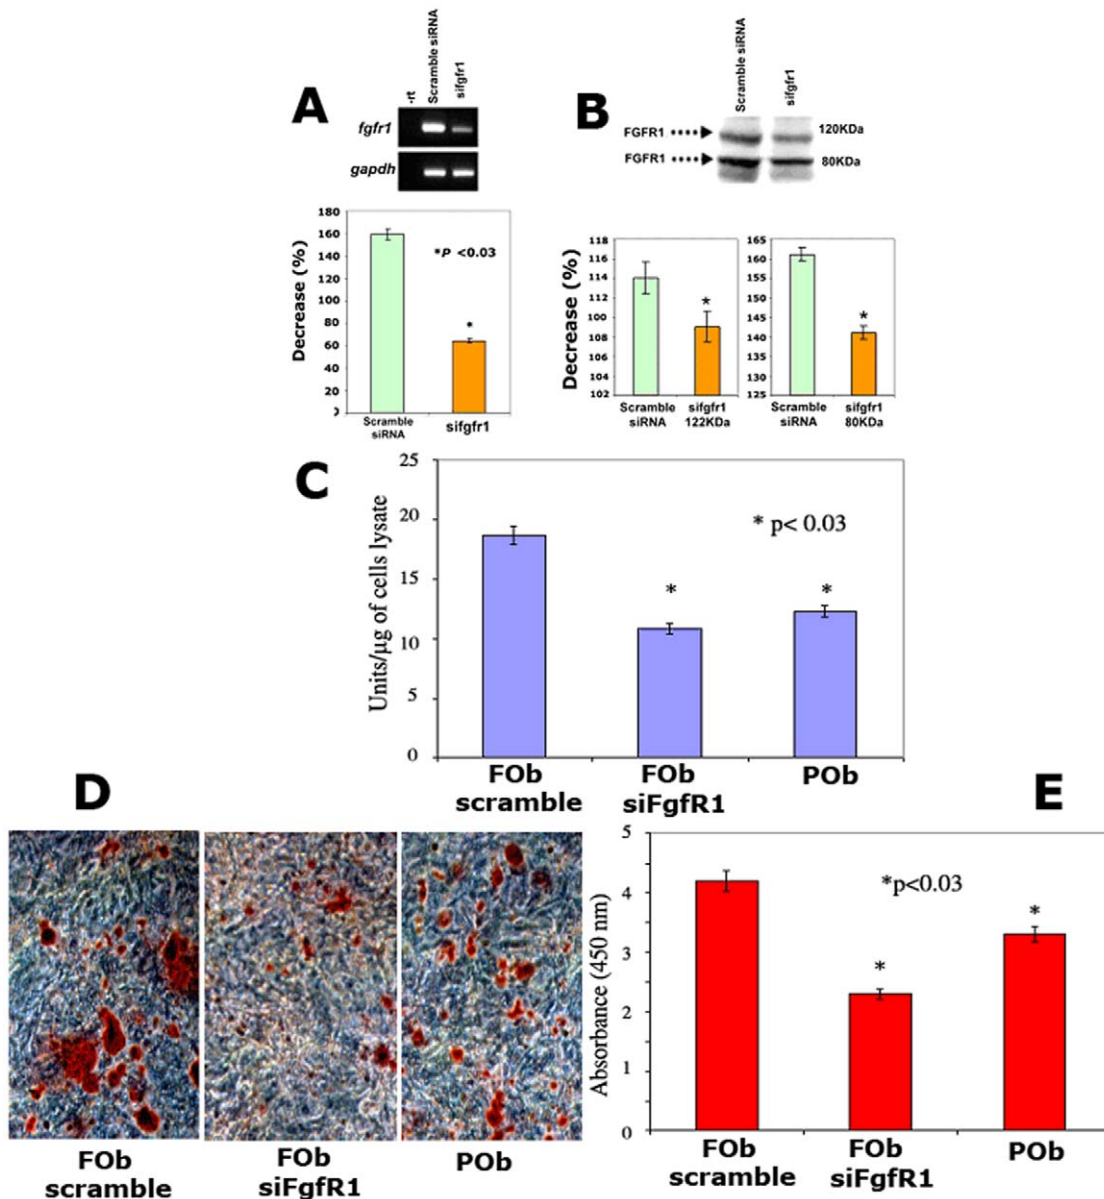 A
-rt
Scramble siRNA
sifgfr1
fgfr1
gapdh
Decrease (%)
180
160
140
120
100
80
60
40
20
*P <0.03
*
Scramble
siRNA
sifgfr1
B
Scramble siRNA
sifgfr1
FGFR1
120KDa
FGFR1
80KDa
Decrease (%)
118
116
114
112
110
108
106
104
102
*
Scramble
siRNA
sifgfr1
122KDa
165
160
155
150
145
140
135
130
125
*
Scramble
siRNA
sifgfr1
80KDa
C
Units/µg of cells lysate
25
20
15
10
5
0
* p< 0.03
*
*
FOb
scramble
FOb
siFgfR1
POb
D
FOb
scramble
FOb
siFgfR1
POb
E
Absorbance (450 nm)
5
4
3
2
1
0
*p<0.03
*
*
FOb
scramble
FOb
siFgfR1
POb